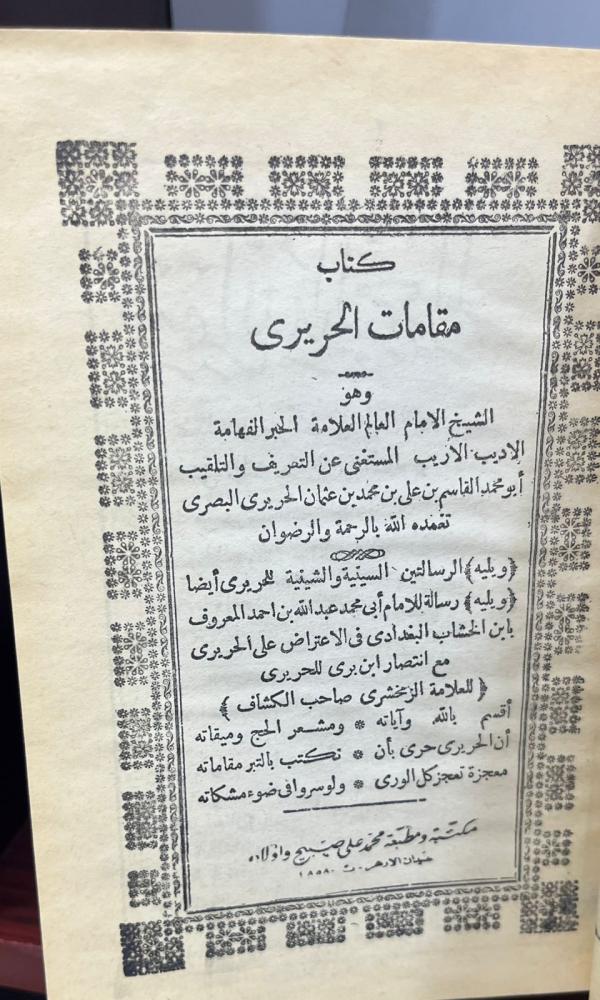 كتاب
مقامات الحريرى
وهو
الشيخ الامام العالم العلامة الحبر الفهامة
الاديب الأريب المستغنى عن التعريف والتلقيب
أبو محمد القاسم بن على بن محمد بن عثمان الحريرى البصرى
تغمده الله بالرحمة والرضوان
﴿ويليه﴾ الرسالتين السينية والشينية للحريرى أيضا
﴿ويليه﴾ رسالة للامام أبى محمد عبد الله بن احمد المعروف
بابن الخشاب البغدادى فى الاعتراض على الحريرى
مع انتصار ابن برى للحريرى
﴿ للعلامة الزمخشرى صاحب الكشاف ﴾
أقسم بالله وآياته * ومشعر الحج وميقاته
أن الحريرى حرى بأن * نكتب بالتبر مقاماته
معجزة تعجز كل الورى * ولو سروا فى ضوء مشكاته
مكتبة ومطبعة محمد على صبيح واولاده
الازهر - ت ١٨٥٨٠